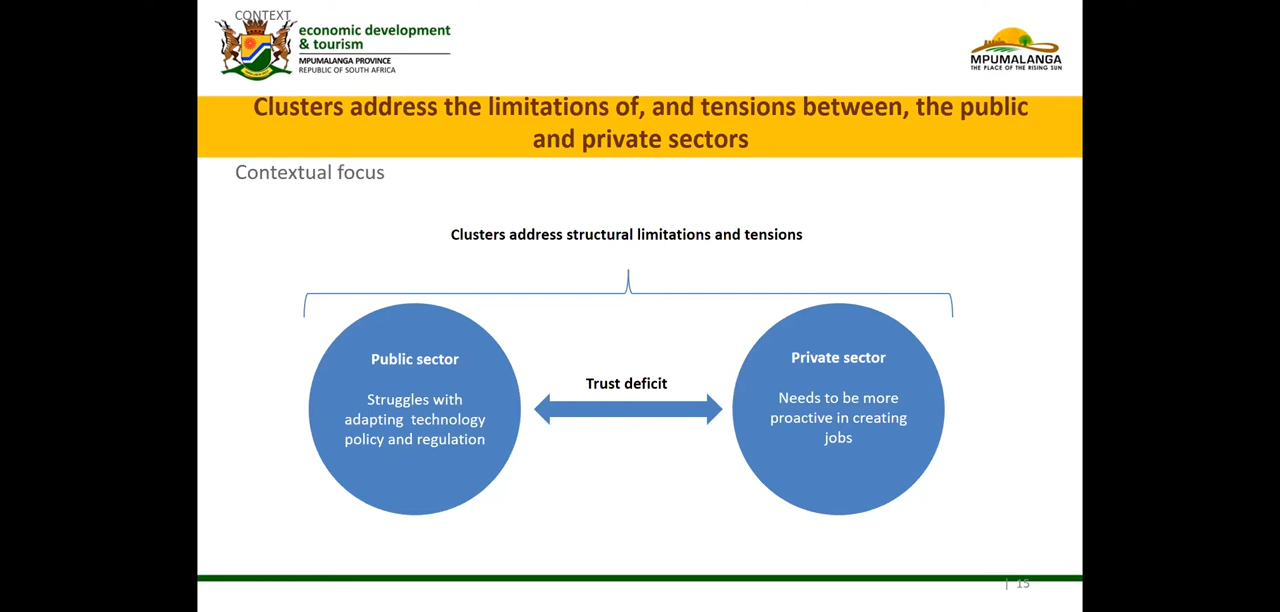 CONTEXT
economic development
& tourism
MPUMALANGA PROVINCE
REPUBLIC OF SOUTH AFRICA
MPUMALANGA
THE PLACE OF THE RISING SUN
Clusters address the limitations of, and tensions between, the public
and private sectors
Contextual focus
Clusters address structural limitations and tensions
Public sector
Struggles with
adapting technology
policy and regulation
Trust deficit
Private sector
Needs to be more
proactive in creating
jobs
| 15